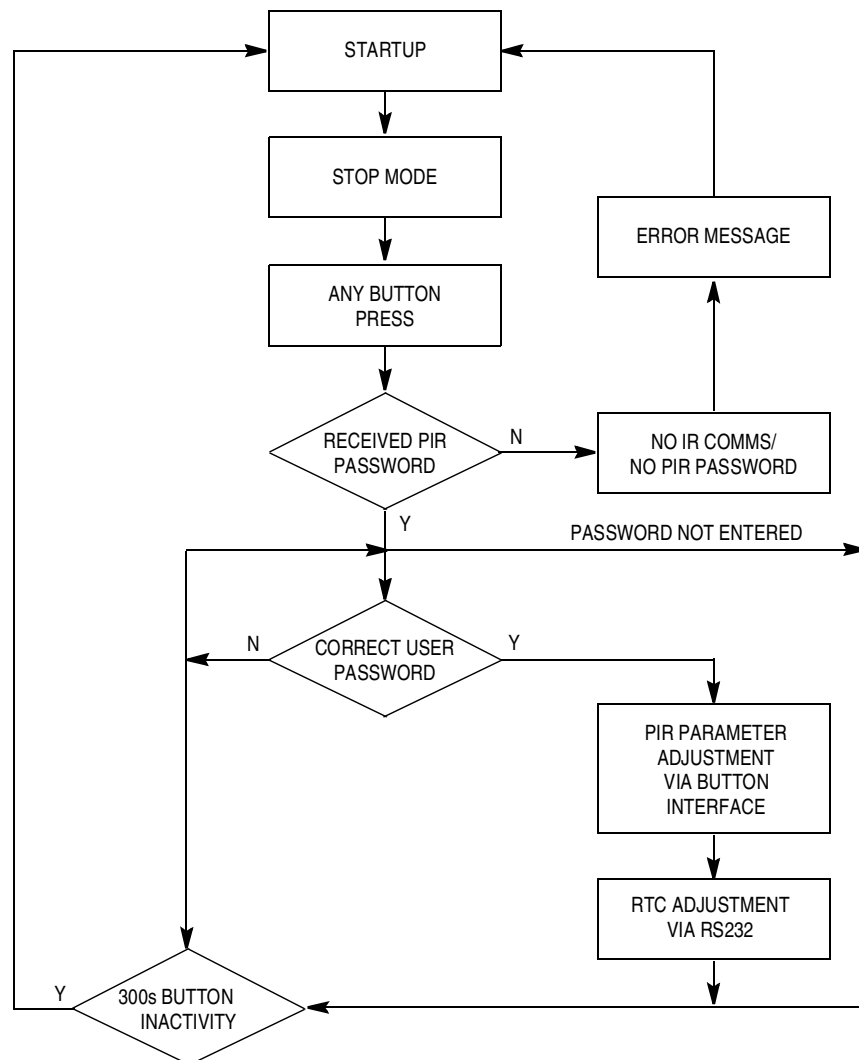 STARTUP
STOP MODE
ERROR MESSAGE
ANY BUTTON
PRESS
RECEIVED PIR
PASSWORD
N
NO IR COMMS/
NO PIR PASSWORD
Y
PASSWORD NOT ENTERED
N
CORRECT USER
PASSWORD
Y
PIR PARAMETER
ADJUSTMENT
VIA BUTTON
INTERFACE
RTC ADJUSTMENT
VIA RS232
Y
300s BUTTON
INACTIVITY